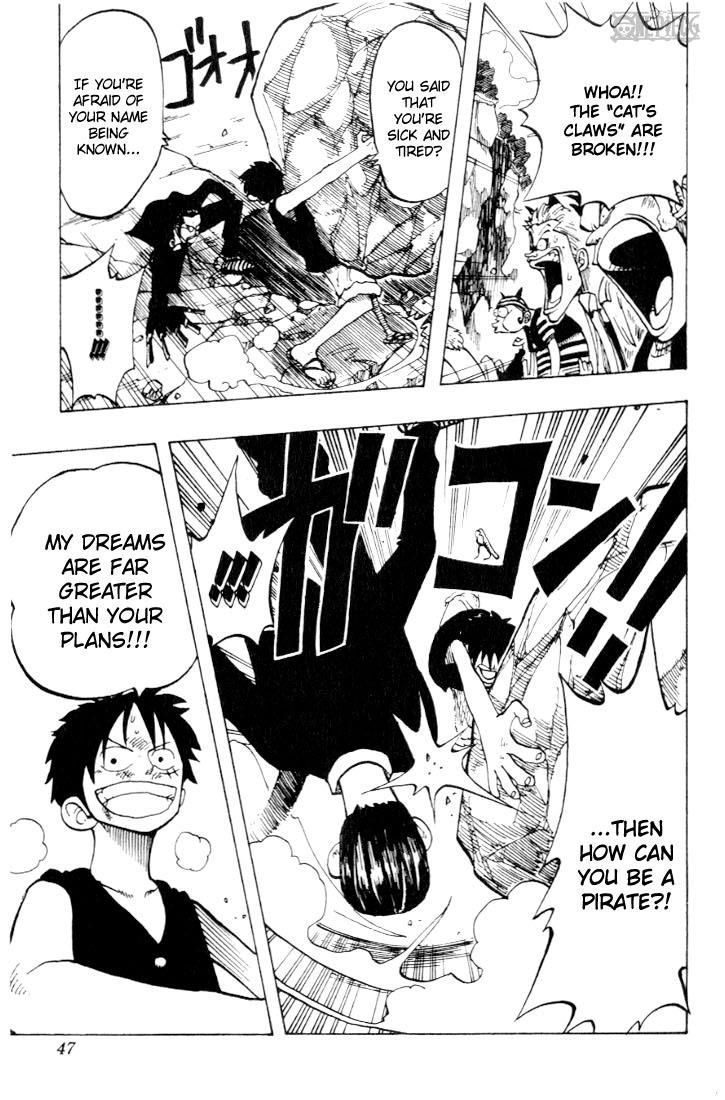 WHOA!!
THE "CAT'S
CLAWS" ARE
BROKEN!!!
YOU SAID
THAT
YOU'RE
SICK AND
TIRED?
IF YOU'RE
AFRAID OF
YOUR NAME
BEING
KNOWN...
ゴォオオ
......!!!
ガコン!!
!!!
...THEN
HOW CAN
YOU BE A
PIRATE?!
MY DREAMS
ARE FAR
GREATER
THAN YOUR
PLANS!!!
47